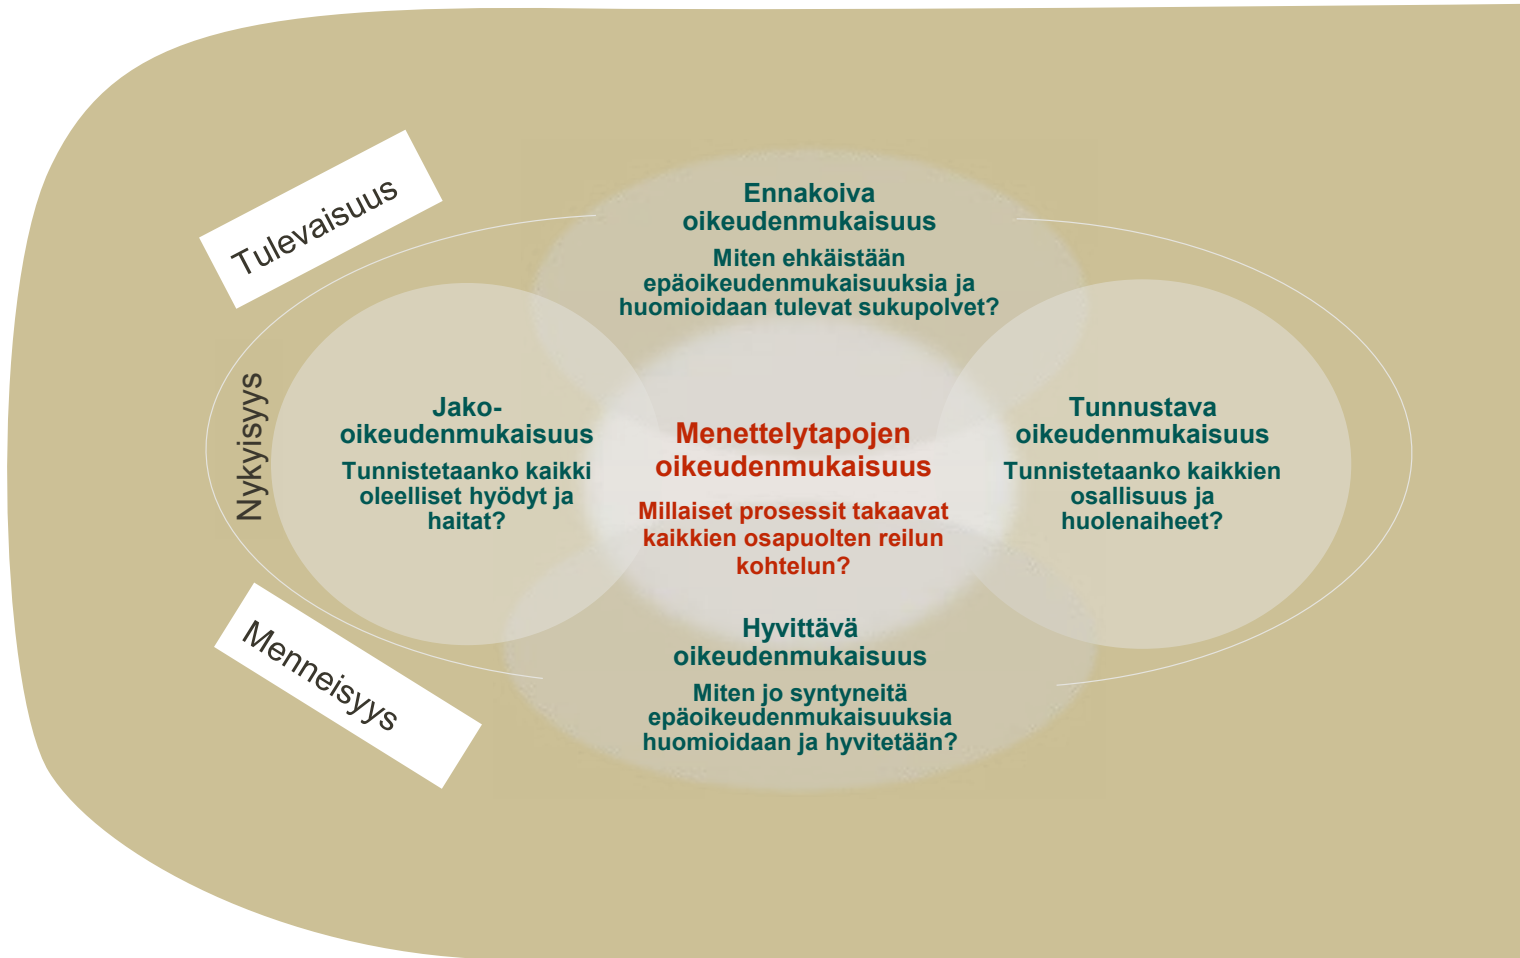 Tulevaisuus
Ennakoiva
oikeudenmukaisuus
Miten ehkäistään
epäoikeudenmukaisuuksia ja
huomioidaan tulevat sukupolvet?
Nykyisyys
Jako-
oikeudenmukaisuus
Tunnistetaanko kaikki
oleelliset hyödyt ja
haitat?
Menettelytapojen
oikeudenmukaisuus
Millaiset prosessit takaavat
kaikkien osapuolten reilun
kohtelun?
Tunnustava
oikeudenmukaisuus
Tunnistetaanko kaikkien
osallisuus ja
huolenaiheet?
Menneisyys
Hyvittävä
oikeudenmukaisuus
Miten jo syntyneitä
epäoikeudenmukaisuuksia
huomioidaan ja hyvitetään?